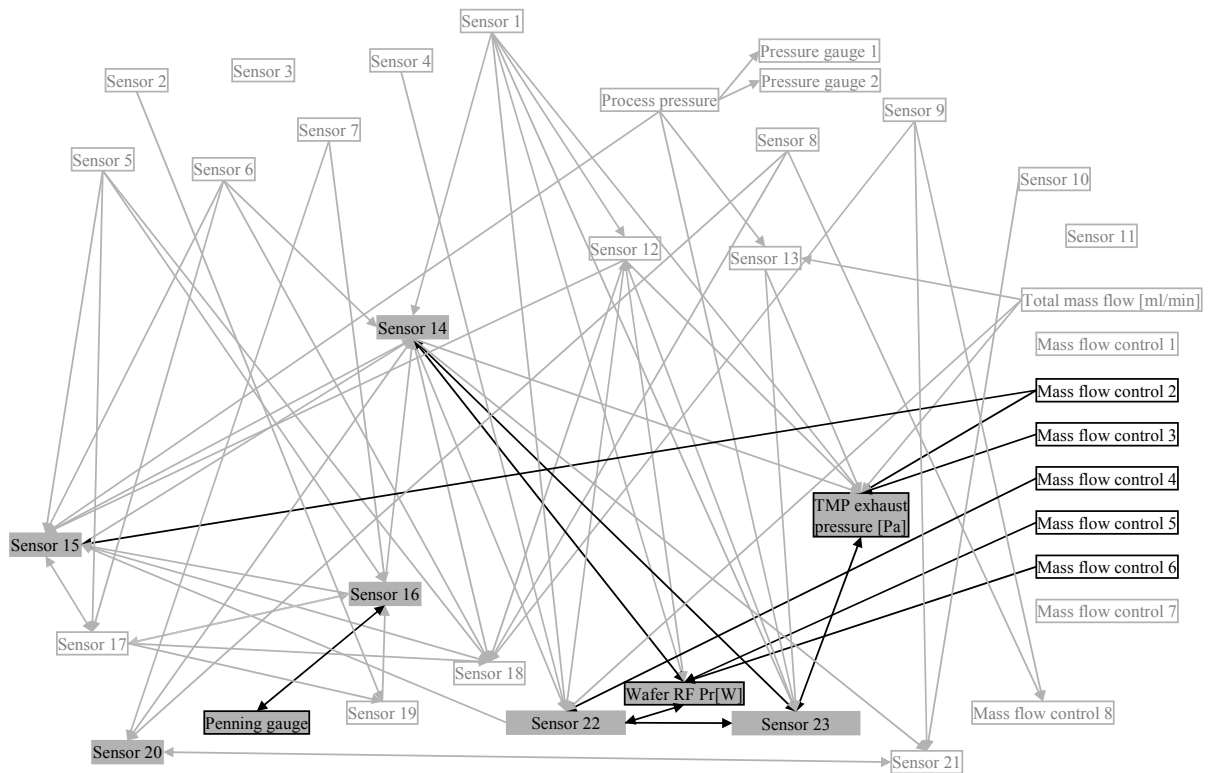 Sensor 1
Pressure gauge 1
Sensor 4
Sensor 3
Sensor 2
Pressure gauge 2
Process pressure
Sensor 9
Sensor 7
Sensor 8
Sensor 5
Sensor 6
Sensor 10
Sensor 11
Sensor 12
Sensor 13
Total mass flow [ml/min]
Sensor 14
Mass flow control 1
Mass flow control 2
Mass flow control 3
Mass flow control 4
TMP exhaust
pressure [Pa]
Mass flow control 5
Sensor 15
Mass flow control 6
Sensor 16
Mass flow control 7
Sensor 17
Sensor 18
Wafer RF Pr[W]
Sensor 19
Mass flow control 8
Penning gauge
Sensor 22
Sensor 23
Sensor 20
Sensor 21